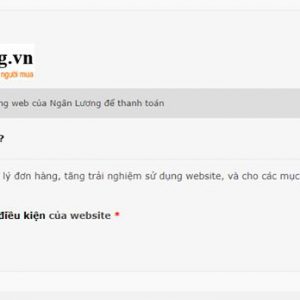 g.vn
người mua
ng web của Ngân Lượng để thanh toán
?
lý đơn hàng, tăng trải nghiệm sử dụng website, và cho các mục
điều kiện của website *